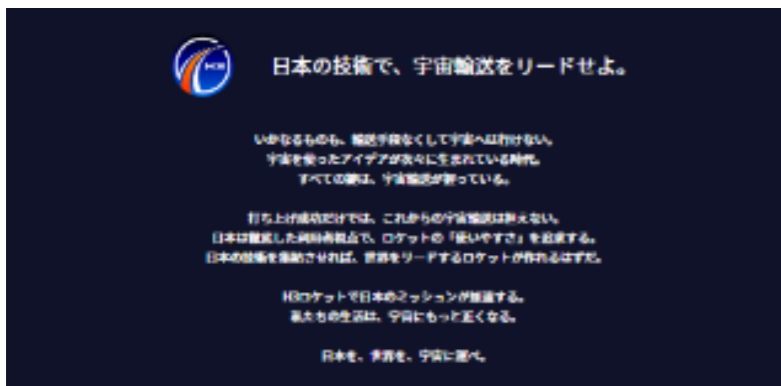 H3
日本の技術で、宇宙輸送をリードせよ。
いかなるものも、輸送手段なくして宇宙へは行けない。
宇宙を使ったアイデアが次々に生まれている時代。
すべての鍵は、宇宙輸送が握っている。
打ち上げ成功だけでは、これからの宇宙輸送は担えない。
日本は徹底した利用者視点で、ロケットの「使いやすさ」を追求する。
日本の技術を集結させれば、世界をリードするロケットが作れるはずだ。
H3ロケットで日本のミッションが加速する。
私たちの生活は、宇宙にもっと近くなる。
日本を、世界を、宇宙に運べ。